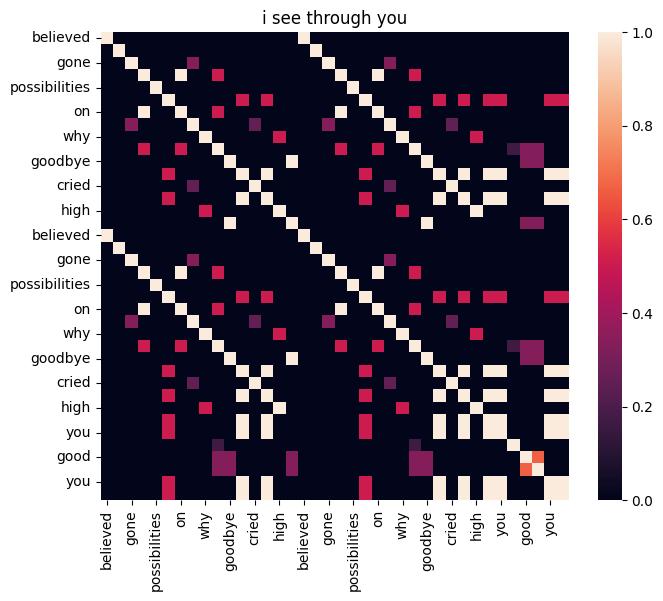 i see through you
believed
gone
possibilities
on
why
goodbye
cried
high
believed
gone
possibilities
on
why
goodbye
cried
high
you
good
you
believed
gone
possibilities
on
why
goodbye
cried
high
believed
gone
possibilities
on
why
goodbye
cried
high
you
good
you
1.0
0.8
0.6
0.4
0.2
0.0